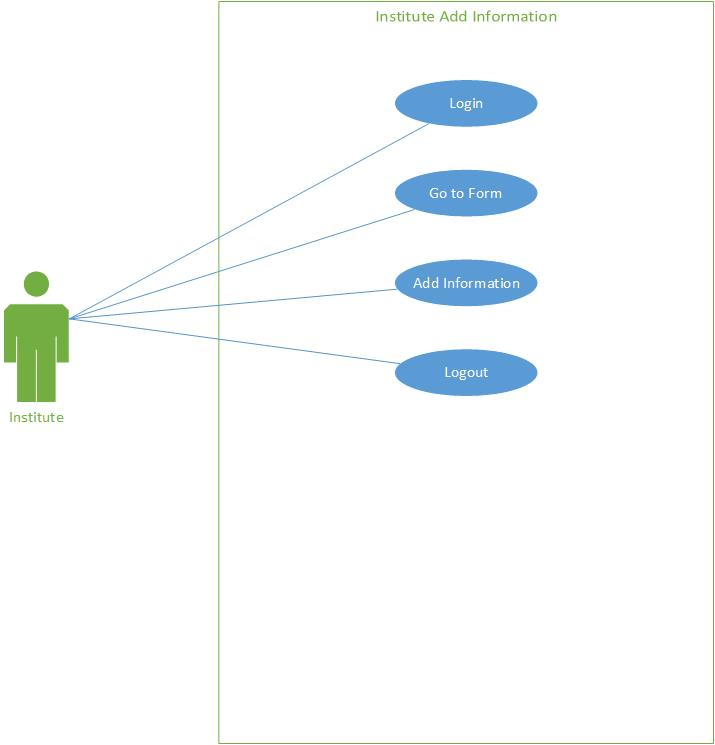 Institute Add Information
Login
Go to Form
Add Information
Logout
Institute